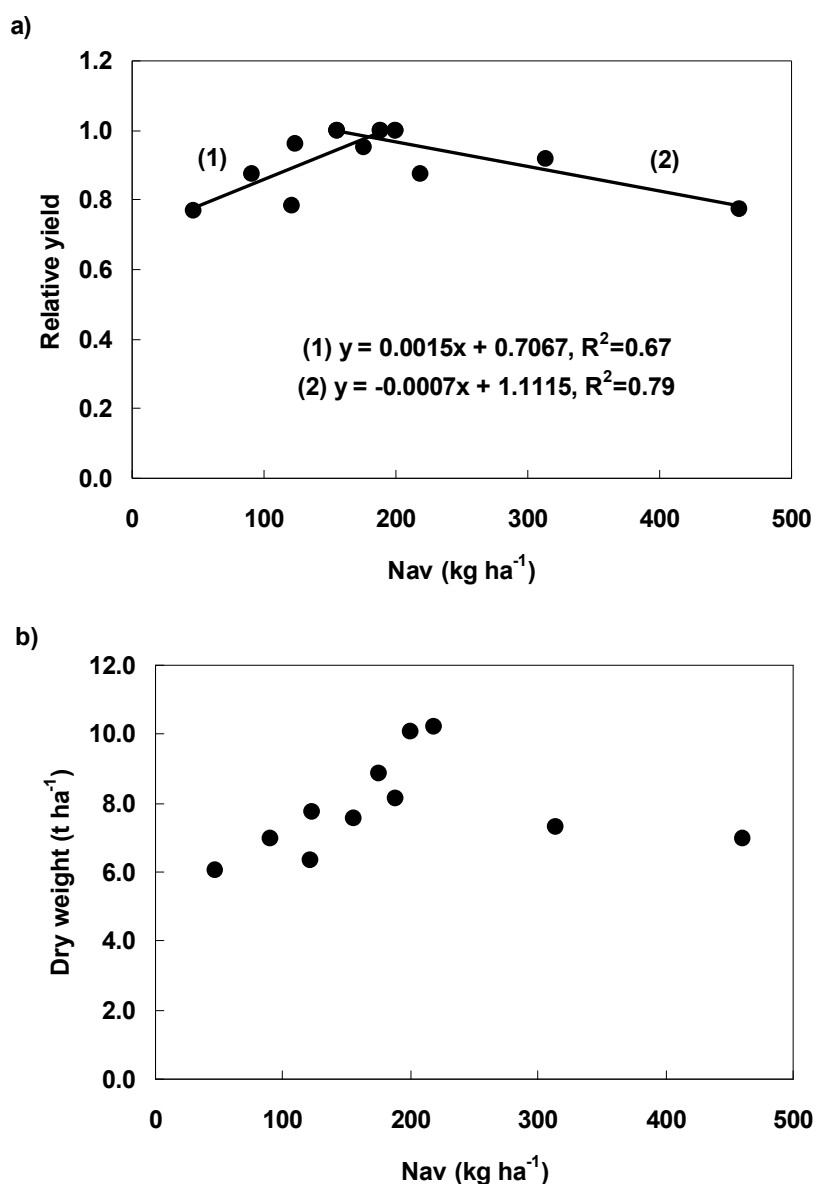 a)
1.2
1.0
0.8
0.6
0.4
0.2
0.0
Relative yield
(1)
(2)
(1) y = 0.0015x + 0.7067, R²=0.67
(2) y = -0.0007x + 1.1115, R²=0.79
0 100 200 300 400 500
Nav (kg ha⁻¹)
b)
12.0
10.0
8.0
6.0
4.0
2.0
0.0
Dry weight (t ha⁻¹)
0 100 200 300 400 500
Nav (kg ha⁻¹)